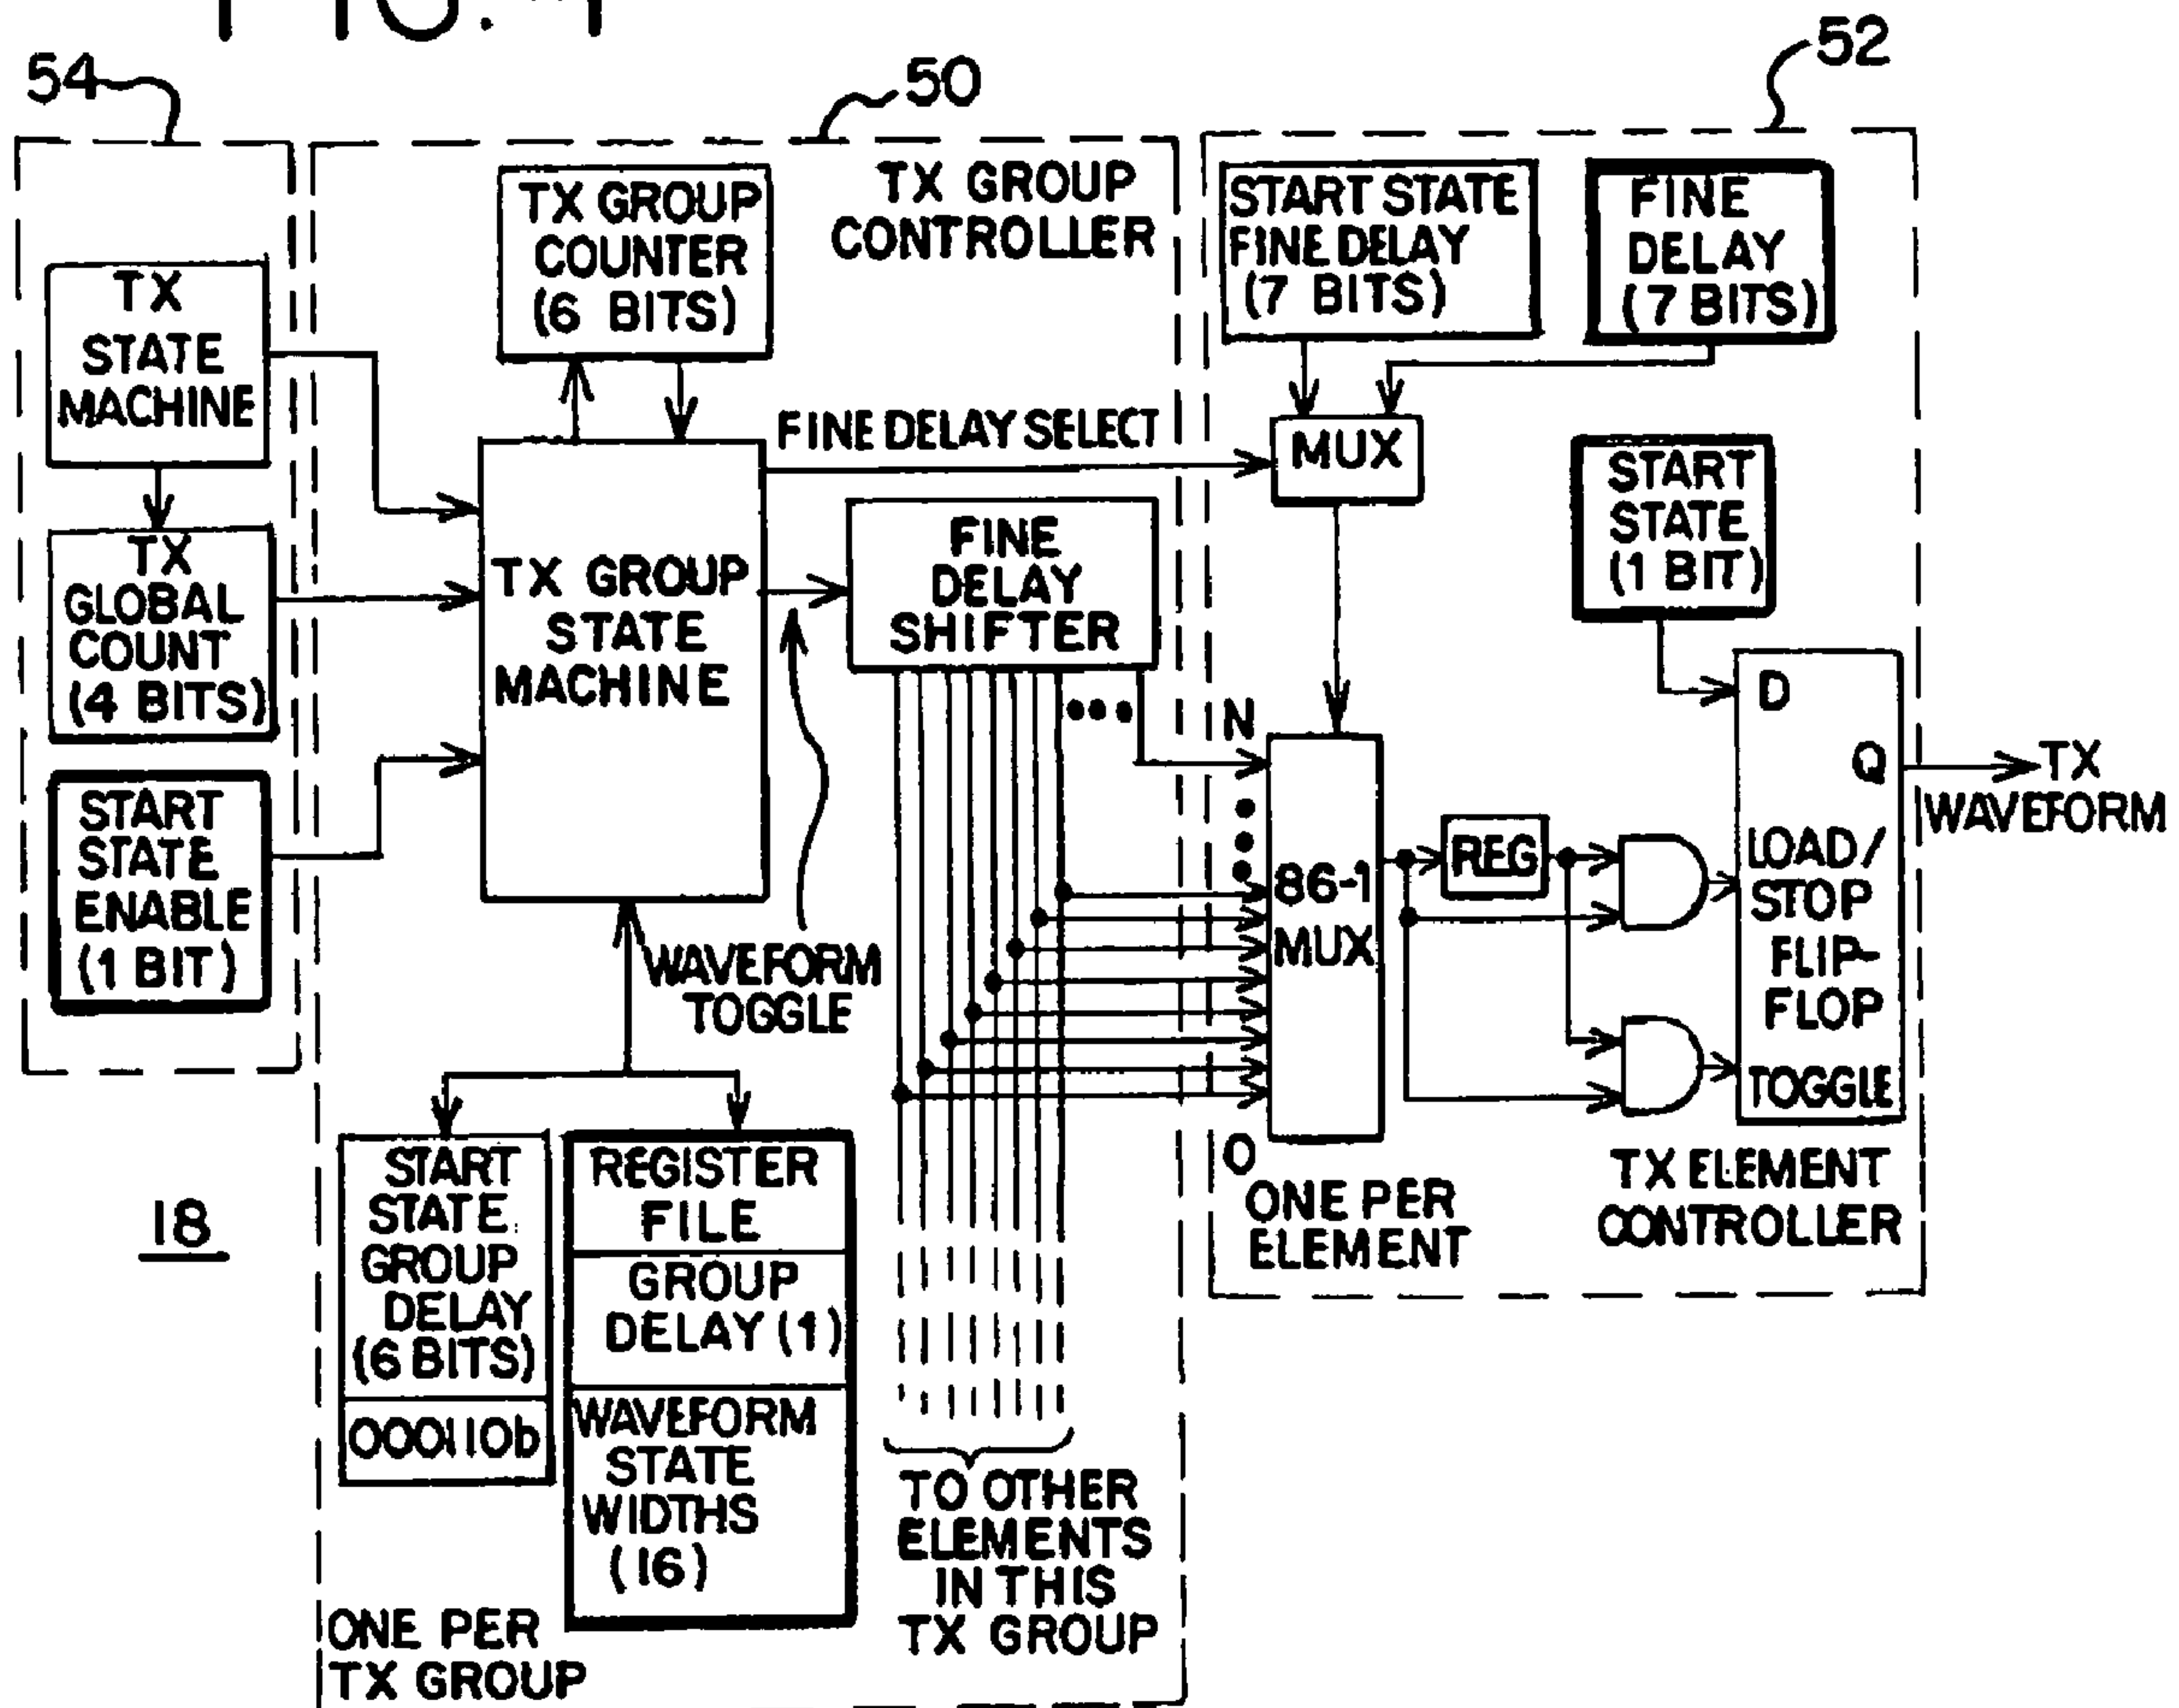 54
50
52
TX
STATE
MACHINE
TX
GLOBAL
COUNT
(4 BITS)
START
STATE
ENABLE
(1 BIT)
TX GROUP
COUNTER
(6 BITS)
TX GROUP
CONTROLLER
FINE DELAY SELECT
TX GROUP
STATE
MACHINE
FINE
DELAY
SHIFTER
WAVEFORM
TOGGLE
START
STATE
GROUP
DELAY
(6 BITS)
000110b
REGISTER
FILE
GROUP
DELAY (1)
WAVEFORM
STATE
WIDTHS
(16)
TO OTHER
ELEMENTS
IN THIS
TX GROUP
ONE PER
TX GROUP
18
START STATE
FINE DELAY
(7 BITS)
FINE
DELAY
(7 BITS)
MUX
START
STATE
(1 BIT)
N
86-1
MUX
O
REG
D
Q
LOAD/
STOP
FLIP-
FLOP
TOGGLE
TX
WAVEFORM
ONE PER
ELEMENT
TX ELEMENT
CONTROLLER